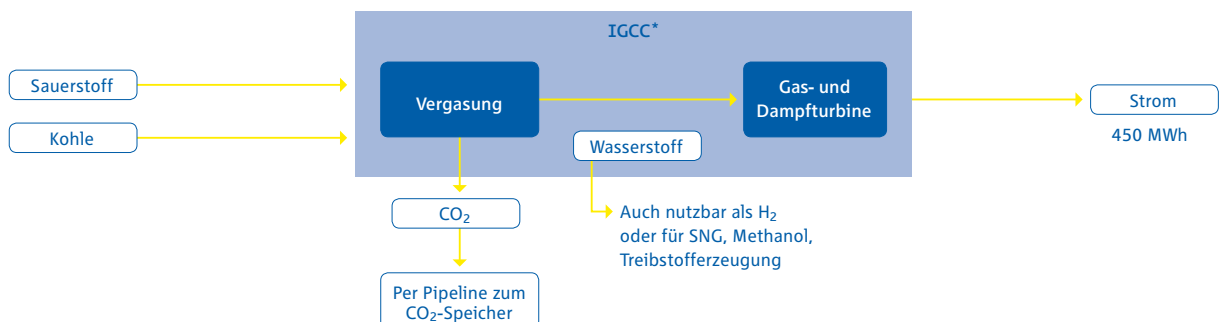 IGCC*
Sauerstoff
Kohle
Vergasung
Gas- und
Dampfturbine
Strom
450 MWh
Wasserstoff
CO₂
Auch nutzbar als H₂
oder für SNG, Methanol,
Treibstofferzeugung
Per Pipeline zum
CO₂-Speicher